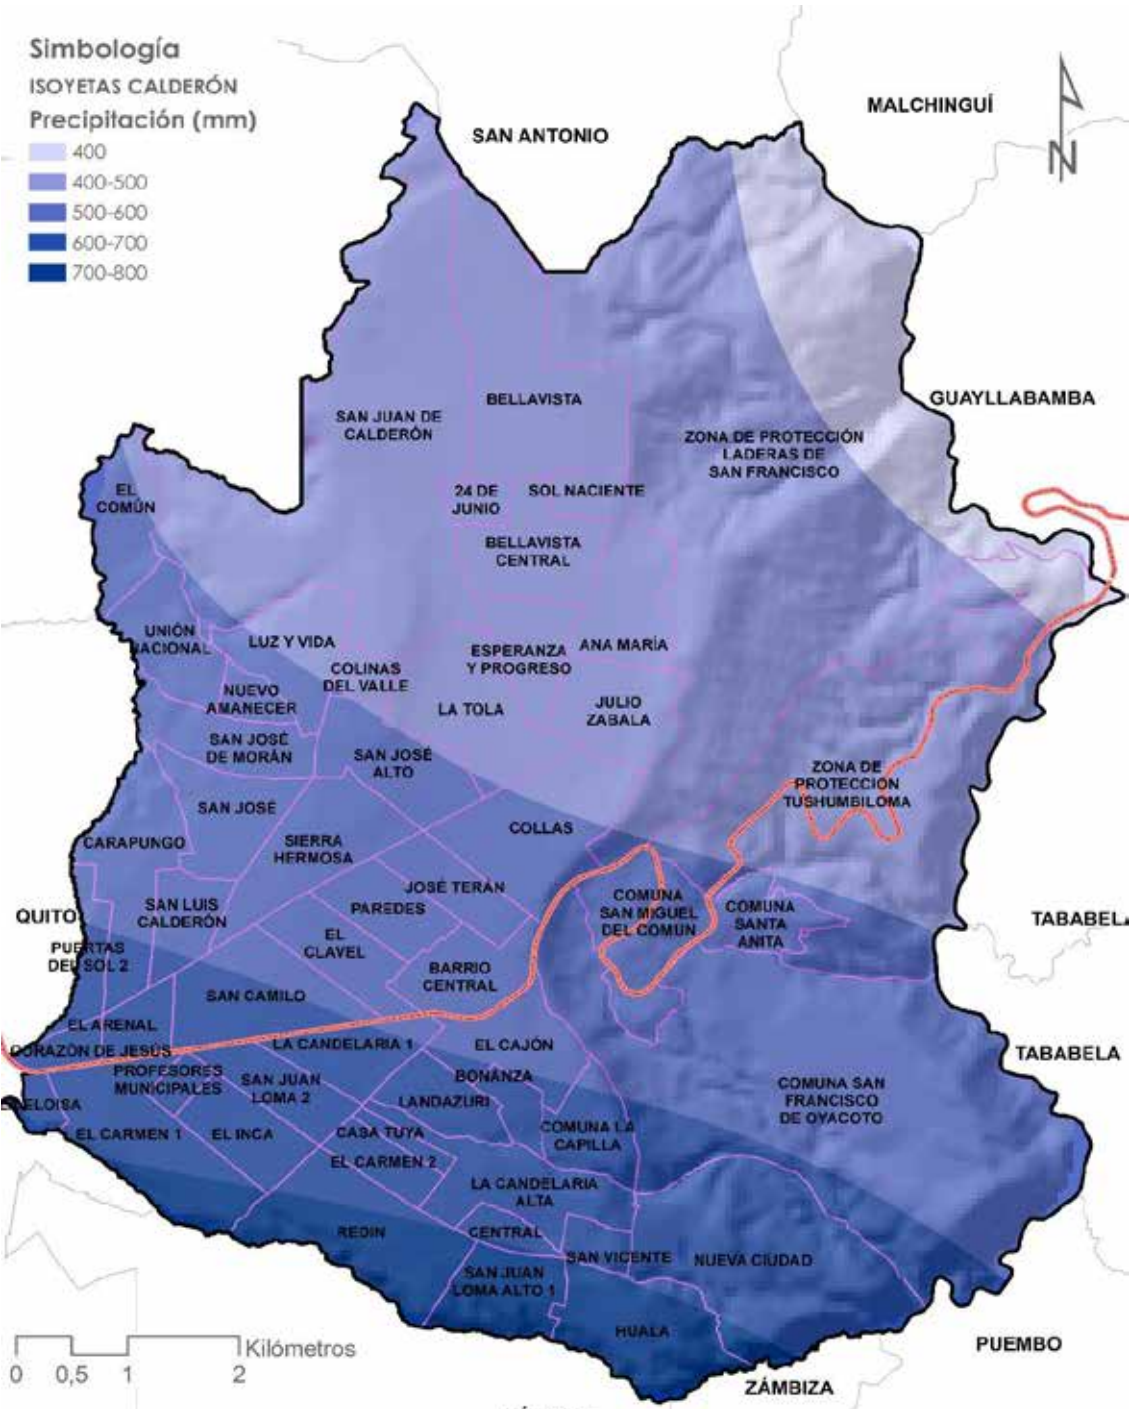 Simbología
ISOYETAS CALDERÓN
Precipitación (mm)
400
400-500
500-600
600-700
700-800
MALCHINGUÍ
SAN ANTONIO
N
GUAYLLABAMBA
BELLAVISTA
SAN JUAN DE
CALDERÓN
ZONA DE PROTECCIÓN
LADERAS DE
SAN FRANCISCO
EL
COMÚN
24 DE
JUNIO
SOL NACIENTE
BELLAVISTA
CENTRAL
UNIÓN
NACIONAL
LUZ Y VIDA
ESPERANZA
Y PROGRESO
ANA MARÍA
COLINAS
DEL VALLE
NUEVO
AMANECER
LA TOLA
JULIO
ZABALA
SAN JOSÉ
DE MORÁN
SAN JOSÉ
ALTO
ZONA DE
PROTECCIÓN
TUSHUMBILOMA
SAN JOSÉ
COLLAS
CARAPUNGO
SIERRA
HERMOSA
JOSÉ TERÁN
SAN LUIS
CALDERÓN
PAREDES
COMUNA
SAN MIGUEL
DEL COMUN
COMUNA
SANTA
ANITA
QUITO
TABABEL
PUERTAS
DEL SOL 2
EL
CLAVEL
BARRIO
CENTRAL
SAN CAMILO
EL ARENAL
CORAZÓN DE JESÚS
LA CANDELARIA 1
EL CAJÓN
TABABELA
PROFESORES
MUNICIPALES
SAN JUAN
LOMA 2
BONANZA
LANDAZURI
COMUNA SAN
FRANCISCO
DE OYACOTO
ELOISA
EL CARMEN 1
EL INCA
CASA TUYA
COMUNA LA
CAPILLA
EL CARMEN 2
LA CANDELARIA
ALTA
REDIN
CENTRAL
SAN VICENTE
NUEVA CIUDAD
SAN JUAN
LOMA ALTO 1
HUALA
PUEMBO
Kilómetros
0 0,5 1 2
ZÁMBIZA